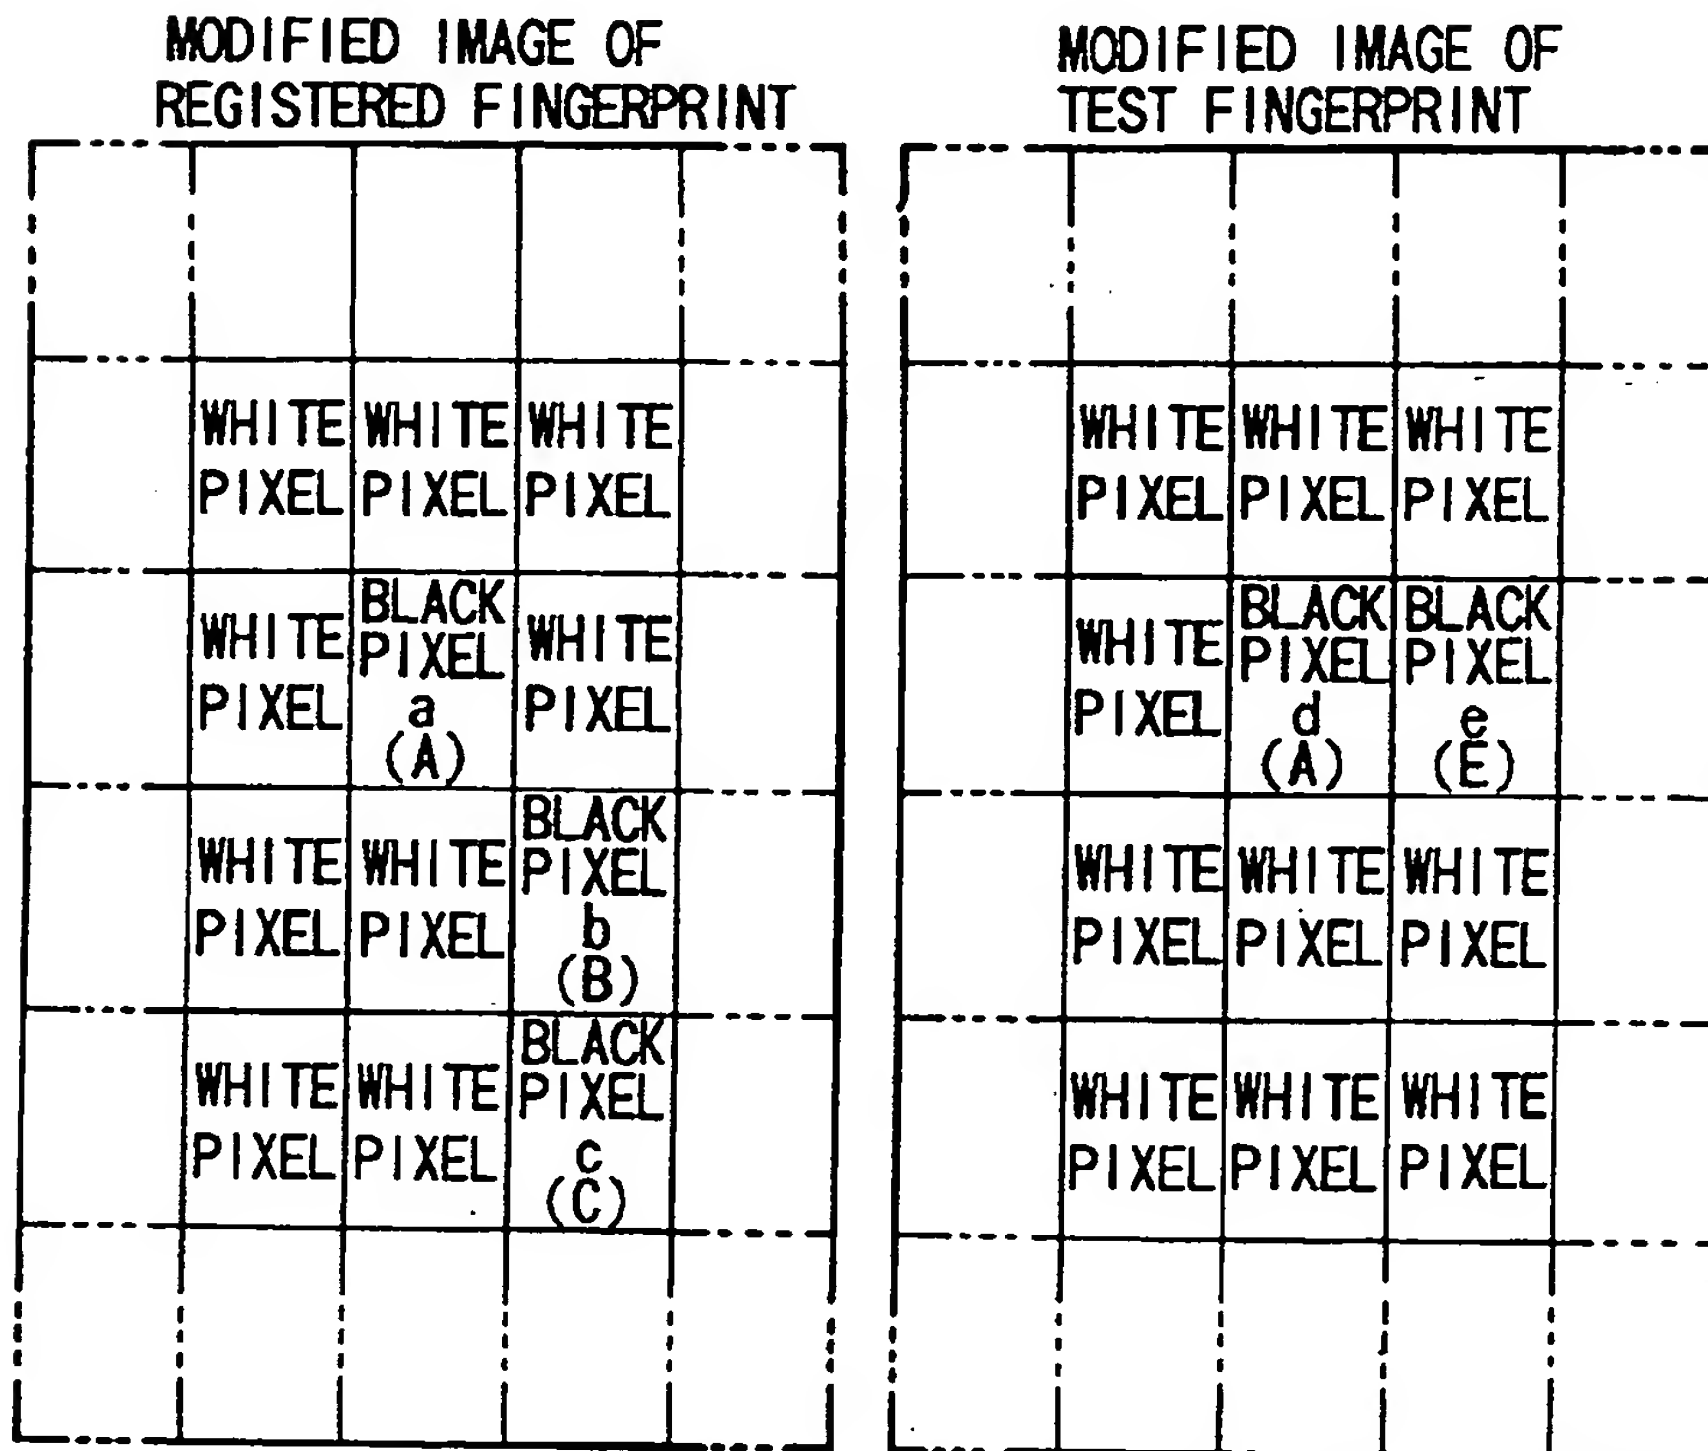 MODIFIED IMAGE OF
REGISTERED FINGERPRINT
WHITE WHITE WHITE
PIXEL PIXEL PIXEL
WHITE PIXEL
BLACK PIXEL
a
(A)
WHITE PIXEL
WHITE PIXEL
WHITE PIXEL
BLACK PIXEL
b
(B)
WHITE PIXEL
WHITE PIXEL
BLACK PIXEL
c
(C)
MODIFIED IMAGE OF
TEST FINGERPRINT
WHITE WHITE WHITE
PIXEL PIXEL PIXEL
WHITE PIXEL
BLACK PIXEL
d
(A)
BLACK PIXEL
e
(E)
WHITE WHITE WHITE
PIXEL PIXEL PIXEL
WHITE WHITE WHITE
PIXEL PIXEL PIXEL